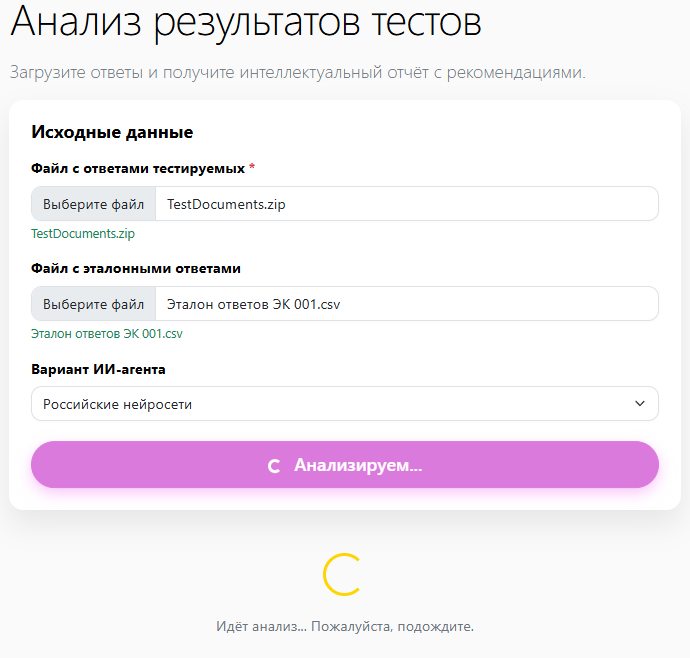 Анализ результатов тестов
Загрузите ответы и получите интеллектуальный отчёт с рекомендациями.
Исходные данные
Файл с ответами тестируемых *
Выберите файл TestDocuments.zip
TestDocuments.zip
Файл с эталонными ответами
Выберите файл Эталон ответов ЭК 001.csv
Эталон ответов ЭК 001.csv
Вариант ИИ-агента
Российские нейросети
Анализируем...
Идёт анализ... Пожалуйста, подождите.